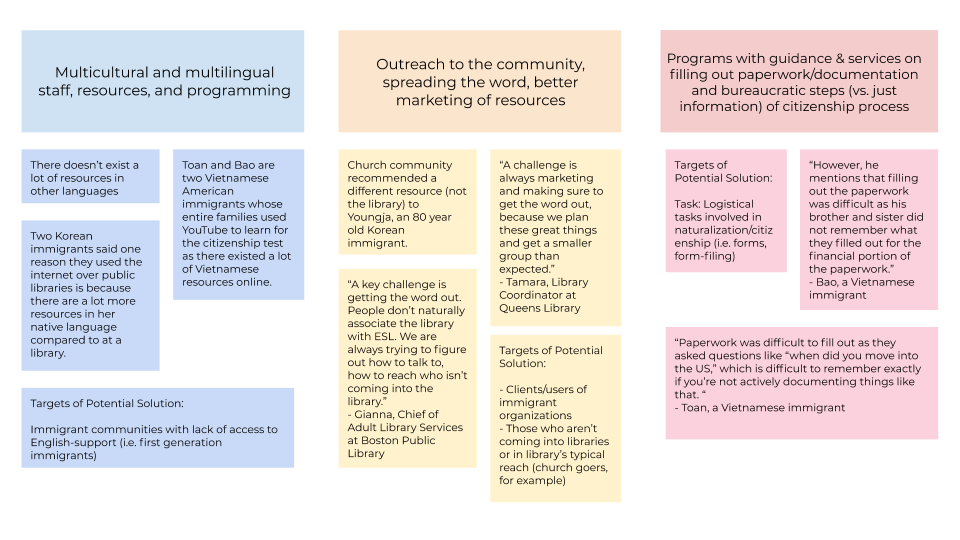 Multicultural and multilingual
staff, resources, and programming
There doesn't exist a
lot of resources in
other languages
Toan and Bao are
two Vietnamese
American
immigrants whose
entire families used
YouTube to learn for
the citizenship test
as there existed a lot
of Vietnamese
resources online.
Two Korean
immigrants said one
reason they used the
internet over public
libraries is because
there are a lot more
resources in her
native language
compared to at a
library.
Targets of Potential Solution:
Immigrant communities with lack of access to
English-support (i.e. first generation
immigrants)
Outreach to the community,
spreading the word, better
marketing of resources
Church community
recommended a
different resource (not
the library) to
Youngja, an 80 year
old Korean
immigrant.
“A challenge is
always marketing
and making sure to
get the word out,
because we plan
these great things
and get a smaller
group than
expected.”
- Tamara, Library
Coordinator at
Queens Library
“A key challenge is
getting the word out.
People don't naturally
associate the library
with ESL. We are
always trying to figure
out how to talk to,
how to reach who isn't
coming into the
library.”
- Gianna, Chief of
Adult Library Services
at Boston Public
Library
Targets of Potential
Solution:
- Clients/users of
immigrant
organizations
- Those who aren't
coming into libraries
or in library's typical
reach (church goers,
for example)
Programs with guidance & services on
filling out paperwork/documentation
and bureaucratic steps (vs. just
information) of citizenship process
Targets of
Potential Solution:
Task: Logistical
tasks involved in
naturalization/citiz
enship (i.e. forms,
form-filing)
“However, he
mentions that filling
out the paperwork
was difficult as his
brother and sister did
not remember what
they filled out for the
financial portion of
the paperwork.”
- Bao, a Vietnamese
immigrant
“Paperwork was difficult to fill out as they
asked questions like “when did you move into
the US,” which is difficult to remember exactly
if you're not actively documenting things like
that. “
- Toan, a Vietnamese immigrant